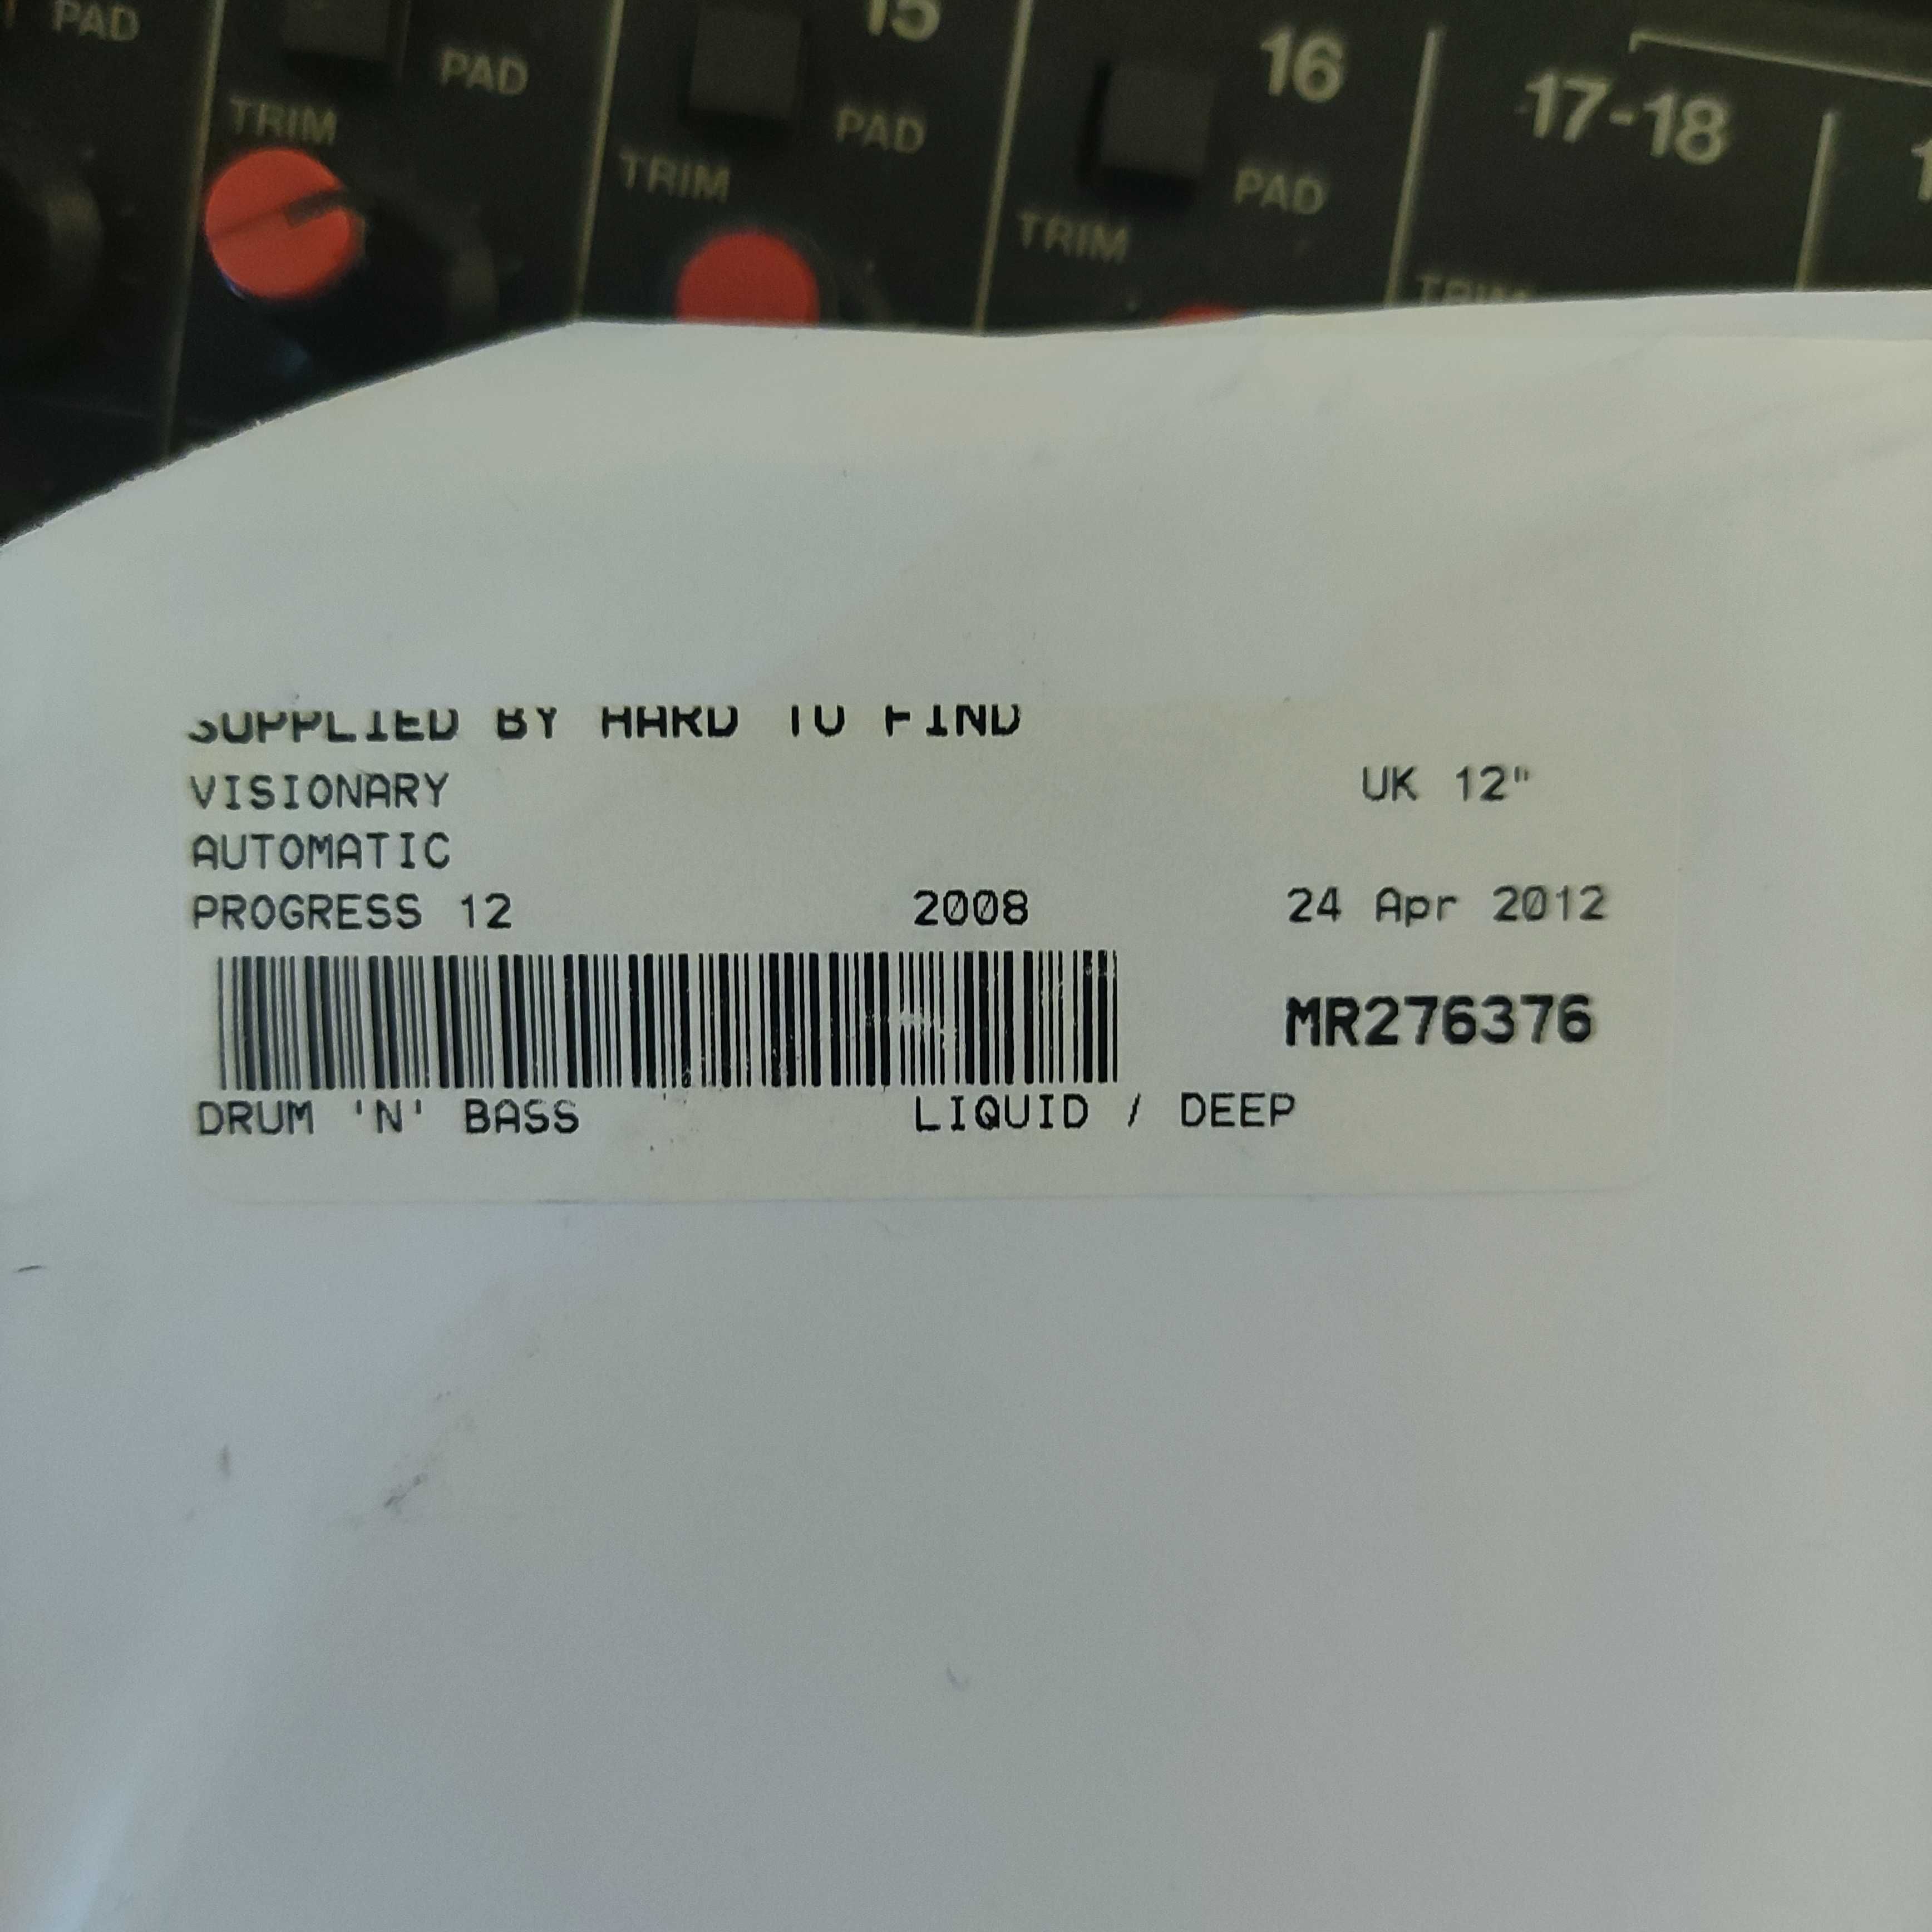 PAD
PAD
15
16
17-18
TRIM
PAD
TRIM
PAD
TRIM
TRIM
SUPPLIED BY HARD TO FIND
VISIONARY UK 12"
AUTOMATIC
PROGRESS 12 2008 24 Apr 2012
MR276376
DRUM 'N' BASS LIQUID / DEEP